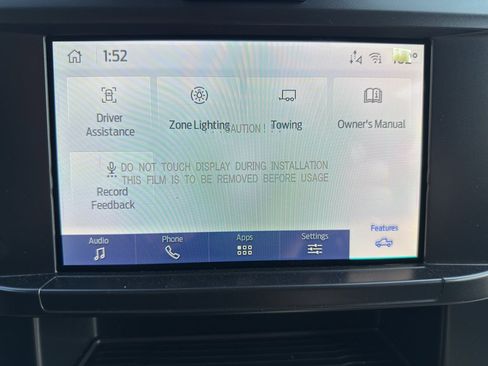 1:52
Driver
Assistance
Zone Lighting
Towing
Owner's Manual
CAUTION!
DO NOT TOUCH DISPLAY DURING INSTALLATION
THIS FILM IS TO BE REMOVED BEFORE USAGE
Record
Feedback
Audio
Phone
Apps
Settings
Features